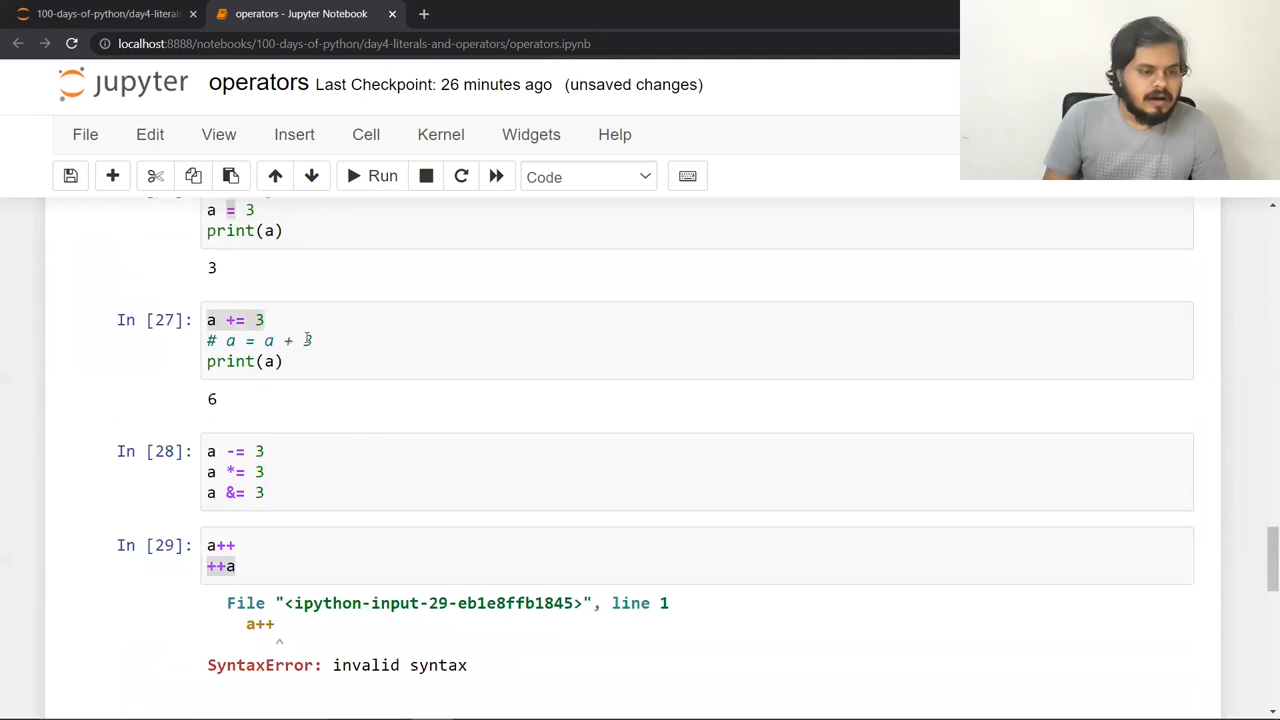 100-days-of-python/day4-literals
operators - Jupyter Notebook
localhost:8888/notebooks/100-days-of-python/day4-literals-and-operators/operators.ipynb
jupyter operators Last Checkpoint: 26 minutes ago (unsaved changes)
File Edit View Insert Cell Kernel Widgets Help
Run Code
a = 3
print(a)
3
In [27]: a += 3
# a = a + 3
print(a)
6
In [28]: a -= 3
a *= 3
a &= 3
In [29]: a++
++a
File "<ipython-input-29-eb1e8ffb1845>", line 1
a++
^
SyntaxError: invalid syntax